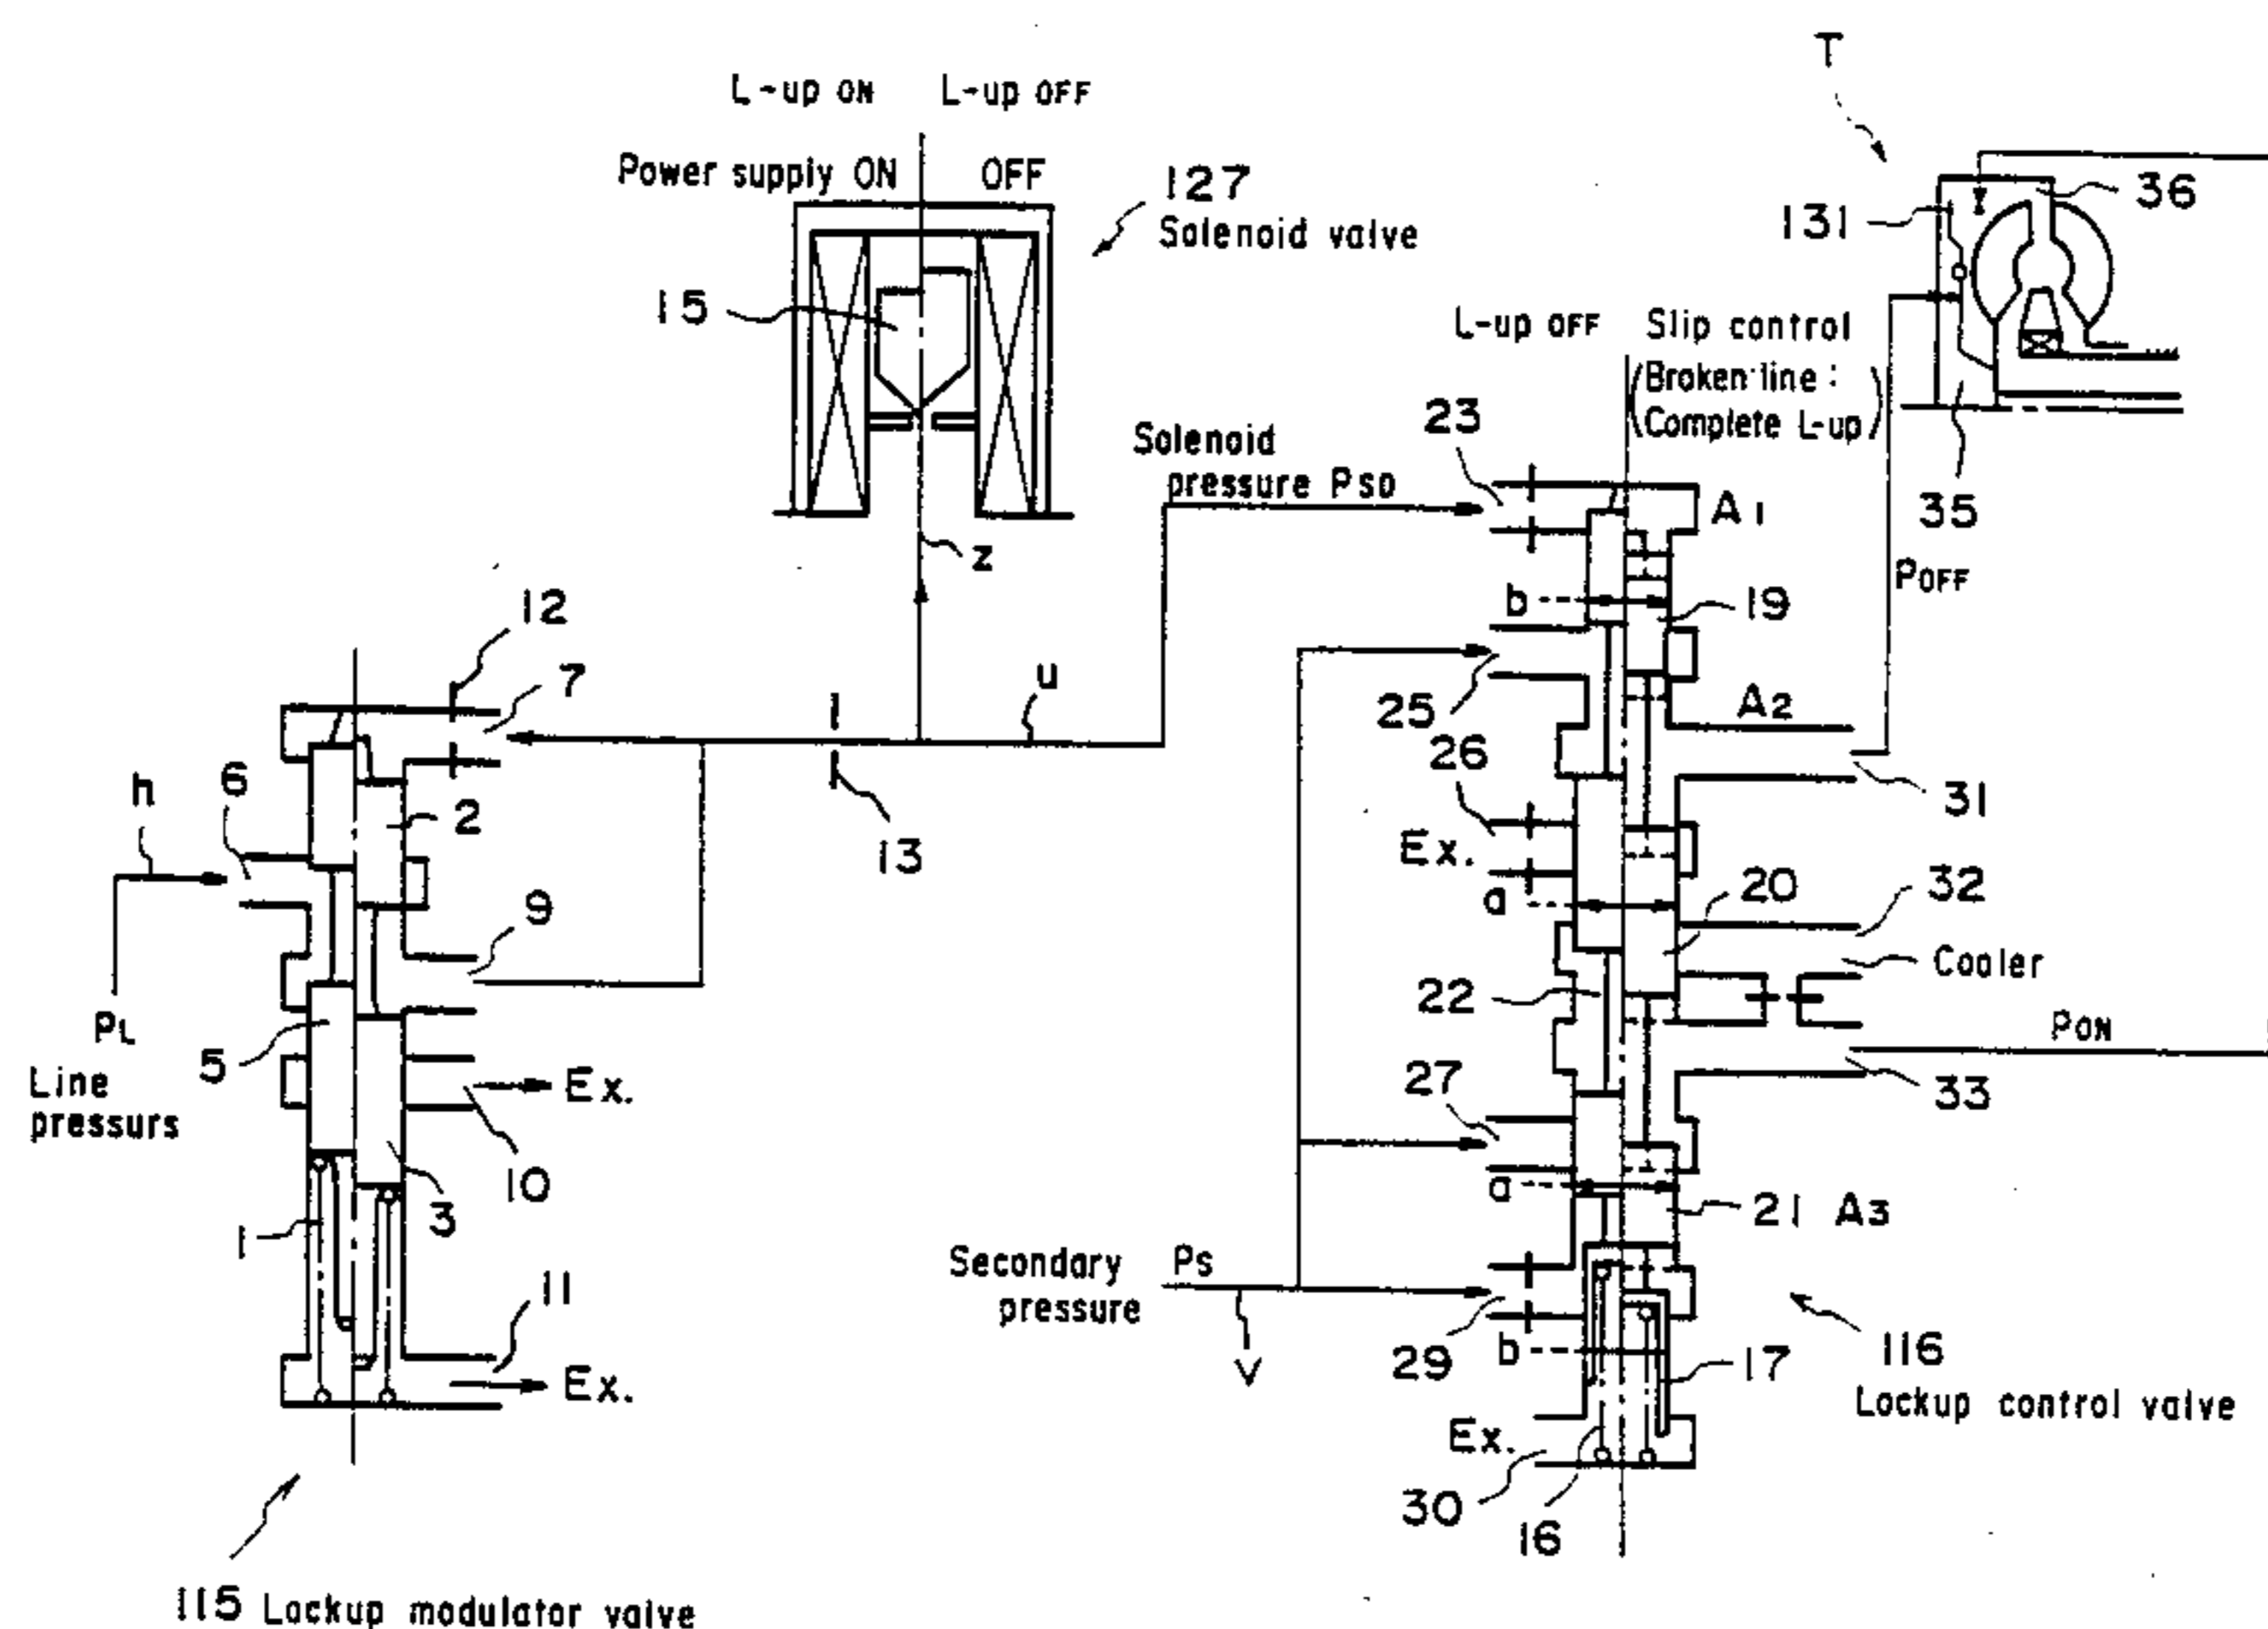 T
L-up ON L-up OFF
Power supply ON OFF
127
Solenoid valve
36
131
15
L-up OFF
Slip control
(Broken line :
Complete L-up)
23
Solenoid
pressure PSO
A1
35
POFF
z
12
b
19
7
u
25
A2
26
h
6
2
13
Ex.
31
a
20
32
9
Cooler
22
PL
5
PON
Line
pressurs
Ex.
27
33
10
a
3
21 A3
1
Secondary
pressure
Ps
11
29
b
17
116
Lockup control valve
V
Ex.
Ex.
30
16
115 Lockup modulator valve